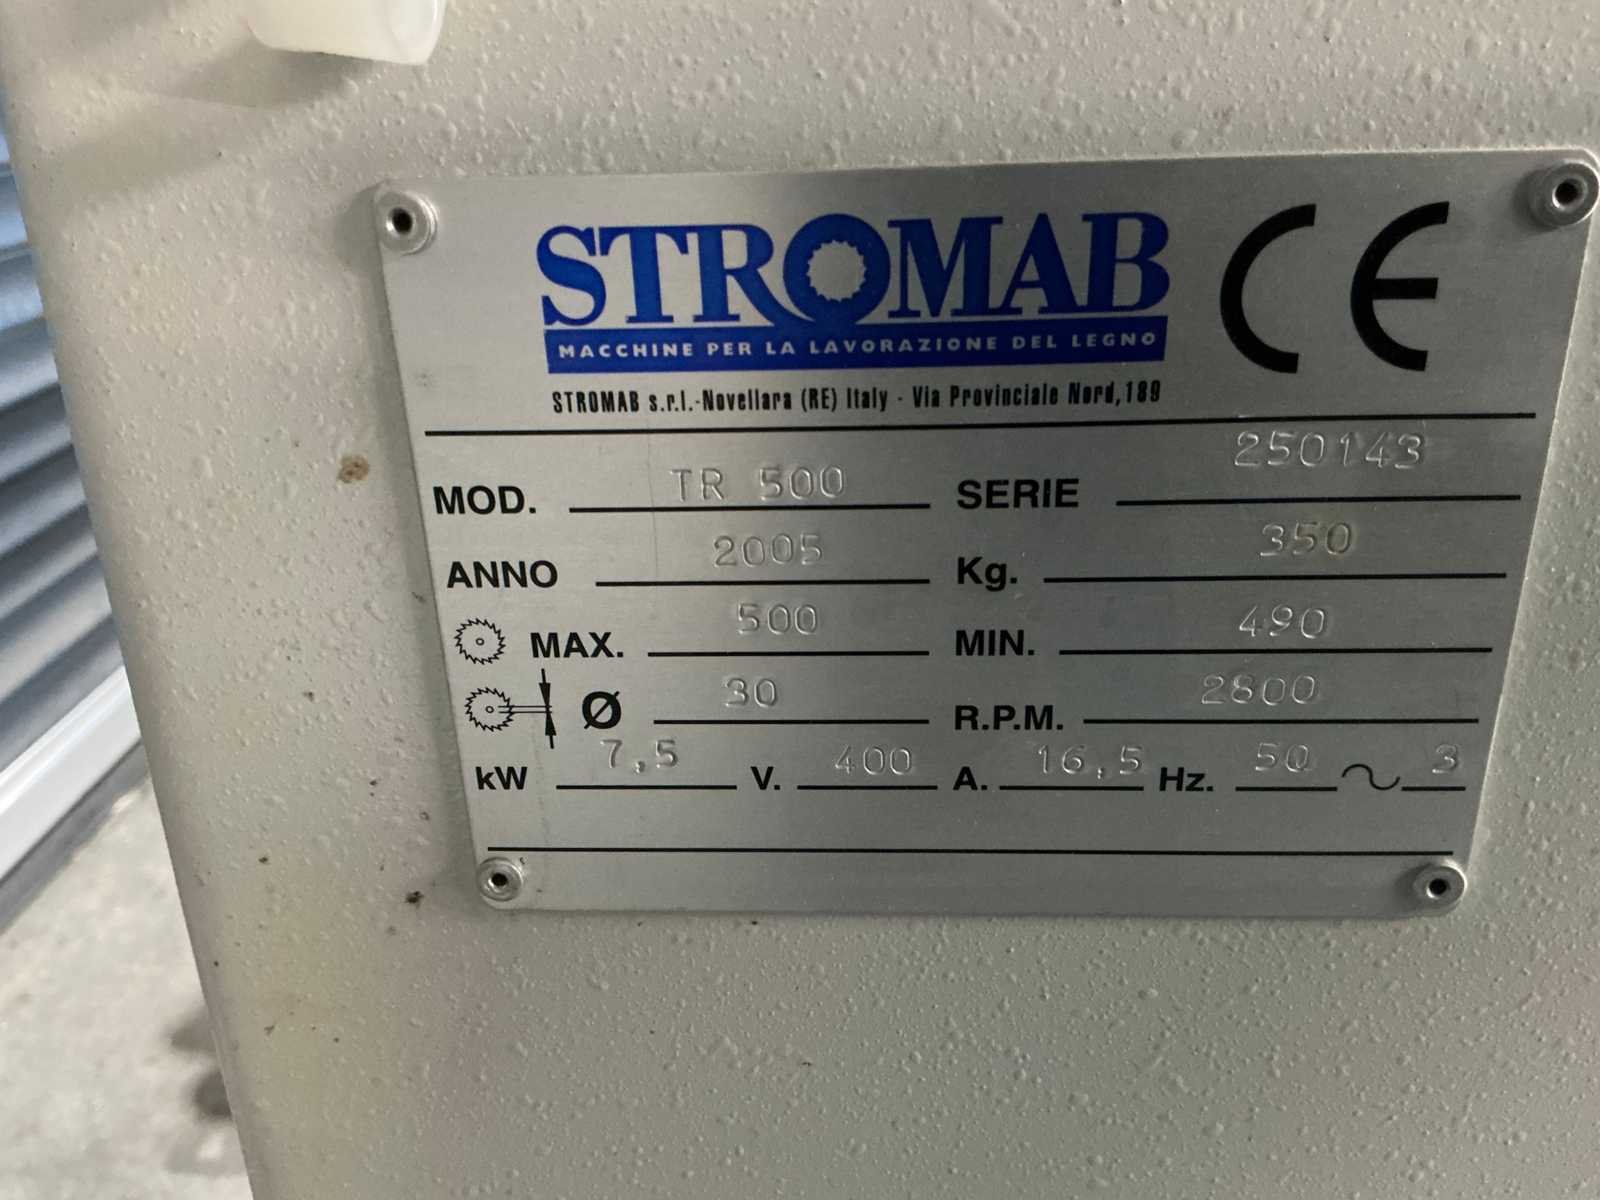 STROMAB CE
MACCHINE PER LA LAVORAZIONE DEL LEGNO
STROMAB s.r.l.-Novellara (RE) Italy - Via Provinciale Nord, 189
MOD. TR 500 SERIE 250143
ANNO 2005 Kg. 350
MAX. 500 MIN. 490
Ø 30 R.P.M. 2800
kW 7,5 V. 400 A. 16,5 Hz. 50 ~ 3